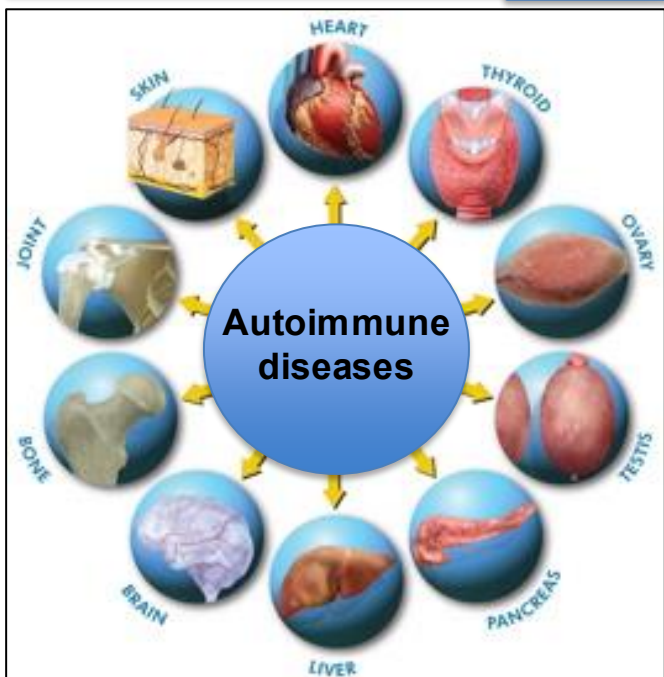 HEART
THYROID
OVARY
TESTIS
PANCREAS
LIVER
BRAIN
BONE
JOINT
SKIN
Autoimmune
diseases